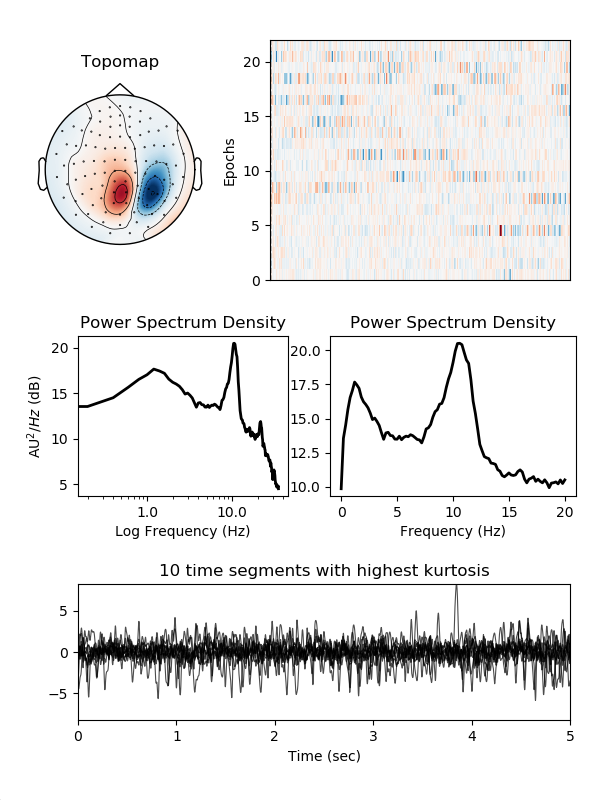 Topomap
Epochs
20
15
10
5
0
Power Spectrum Density
AU²/Hz (dB)
20
15
10
5
1.0 10.0
Log Frequency (Hz)
Power Spectrum Density
20.0
17.5
15.0
12.5
10.0
0 5 10 15 20
Frequency (Hz)
10 time segments with highest kurtosis
5
0
−5
0 1 2 3 4 5
Time (sec)